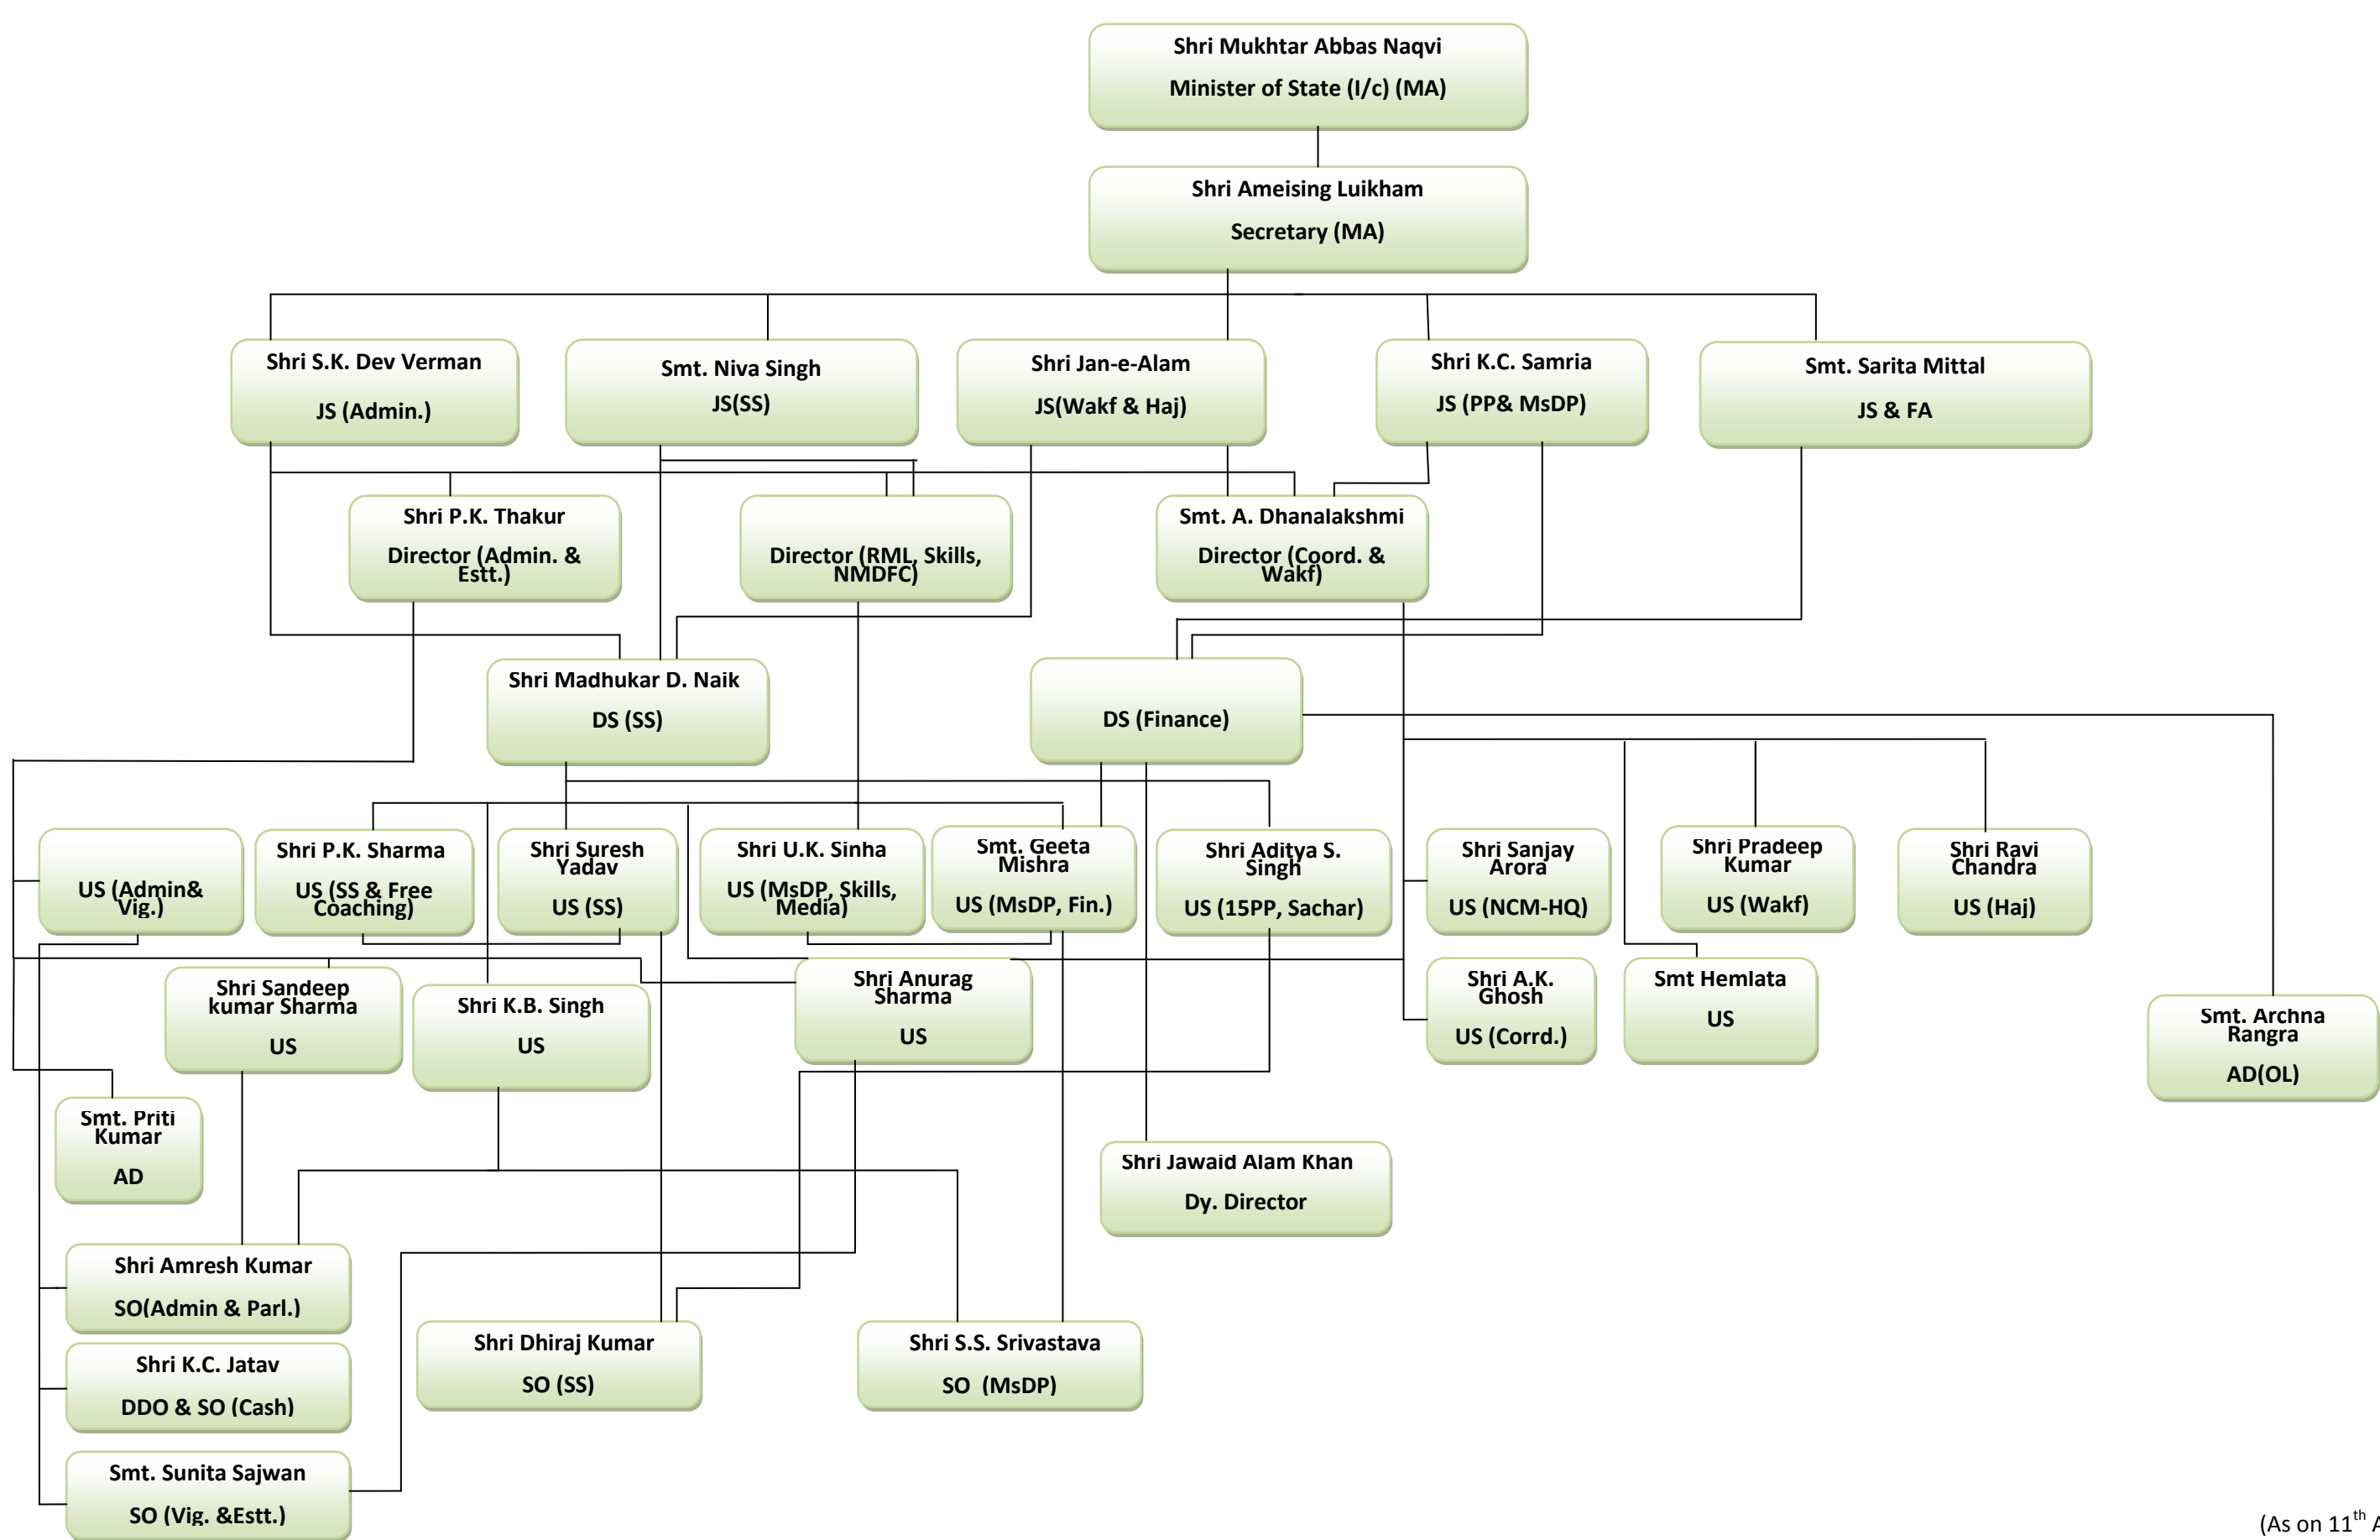 Shri Mukhtar Abbas Naqvi
Minister of State (I/c) (MA)
Shri Ameising Luikham
Secretary (MA)
Shri S.K. Dev Verman
JS (Admin.)
Smt. Niva Singh
JS(SS)
Shri Jan-e-Alam
JS(Wakf & Haj)
Shri K.C. Samria
JS (PP& MsDP)
Smt. Sarita Mittal
JS & FA
Shri P.K. Thakur
Director (Admin. &
Estt.)
Director (RML, Skills,
NMDFC)
Smt. A. Dhanalakshmi
Director (Coord. &
Wakf)
Shri Madhukar D. Naik
DS (SS)
DS (Finance)
US (Admin&
Vig.)
Shri P.K. Sharma
US (SS & Free
Coaching)
Shri Suresh
Yadav
US (SS)
Shri U.K. Sinha
US (MsDP, Skills,
Media)
Smt. Geeta
Mishra
US (MsDP, Fin.)
Shri Aditya S.
Singh
US (15PP, Sachar)
Shri Sanjay
Arora
US (NCM-HQ)
Shri Pradeep
Kumar
US (Wakf)
Shri Ravi
Chandra
US (Haj)
Shri Sandeep
kumar Sharma
US
Shri K.B. Singh
US
Shri Anurag
Sharma
US
Shri A.K.
Ghosh
US (Corrd.)
Smt Hemlata
US
Smt. Archna
Rangra
AD(OL)
Smt. Priti
Kumar
AD
Shri Jawaid Alam Khan
Dy. Director
Shri Amresh Kumar
SO(Admin & Parl.)
Shri Dhiraj Kumar
SO (SS)
Shri S.S. Srivastava
SO (MsDP)
Shri K.C. Jatav
DDO & SO (Cash)
Smt. Sunita Sajwan
SO (Vig. &Estt.)
(As on 11th A